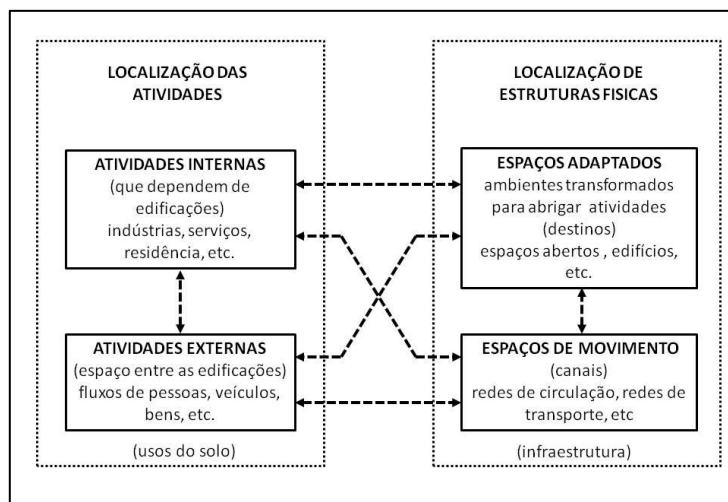 LOCALIZAÇÃO DAS
ATIVIDADES
ATIVIDADES INTERNAS
(que dependem de
edificações)
indústrias, serviços,
residência, etc.
ATIVIDADES EXTERNAS
(espaço entre as edificações)
fluxos de pessoas, veículos,
bens, etc.
(usos do solo)
LOCALIZAÇÃO DE
ESTRUTURAS FISICAS
ESPAÇOS ADAPTADOS
ambientes transformados
para abrigar atividades
(destinos)
espaços abertos , edifícios,
etc.
ESPAÇOS DE MOVIMENTO
(canais)
redes de circulação, redes de
transporte, etc
(infraestrutura)